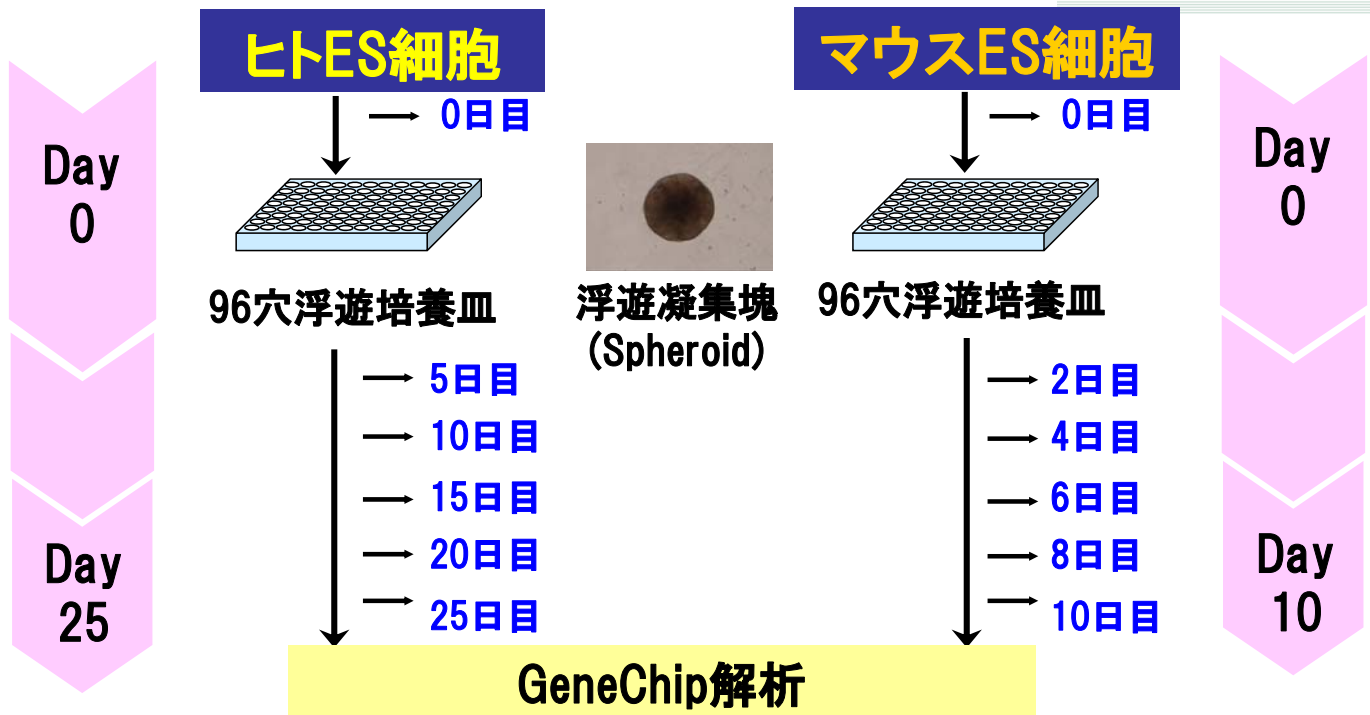 ヒトES細胞
マウスES細胞
0日目
0日目
Day
0
Day
0
96穴浮遊培養皿
浮遊凝集塊
(Spheroid)
96穴浮遊培養皿
5日目
10日目
15日目
20日目
25日目
2日目
4日目
6日目
8日目
10日目
Day
25
Day
10
GeneChip解析